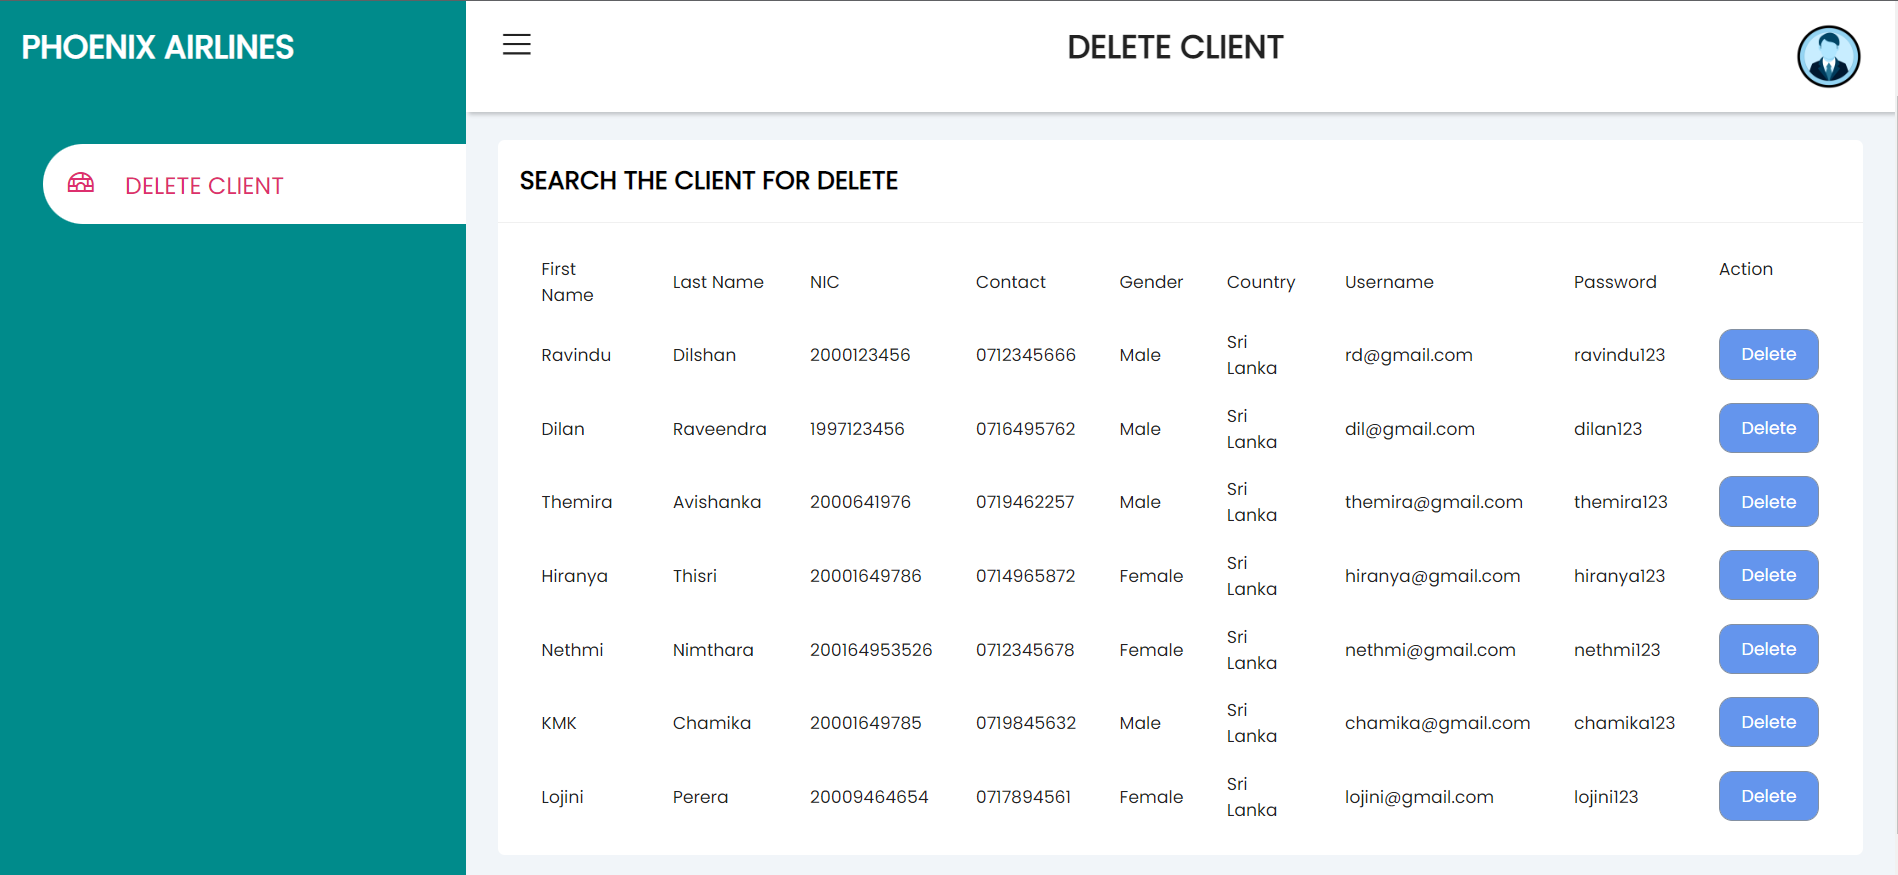 PHOENIX AIRLINES
DELETE CLIENT
DELETE CLIENT
SEARCH THE CLIENT FOR DELETE
First Name Last Name NIC Contact Gender Country Username Password Action
Ravindu Dilshan 2000123456 0712345666 Male Sri Lanka rd@gmail.com ravindu123 Delete
Dilan Raveendra 1997123456 0716495762 Male Sri Lanka dil@gmail.com dilan123 Delete
Themira Avishanka 2000641976 0719462257 Male Sri Lanka themira@gmail.com themira123 Delete
Hiranya Thisri 20001649786 0714965872 Female Sri Lanka hiranya@gmail.com hiranya123 Delete
Nethmi Nimthara 200164953526 0712345678 Female Sri Lanka nethmi@gmail.com nethmi123 Delete
KMK Chamika 20001649785 0719845632 Male Sri Lanka chamika@gmail.com chamika123 Delete
Lojini Perera 20009464654 0717894561 Female Sri Lanka lojini@gmail.com lojini123 Delete